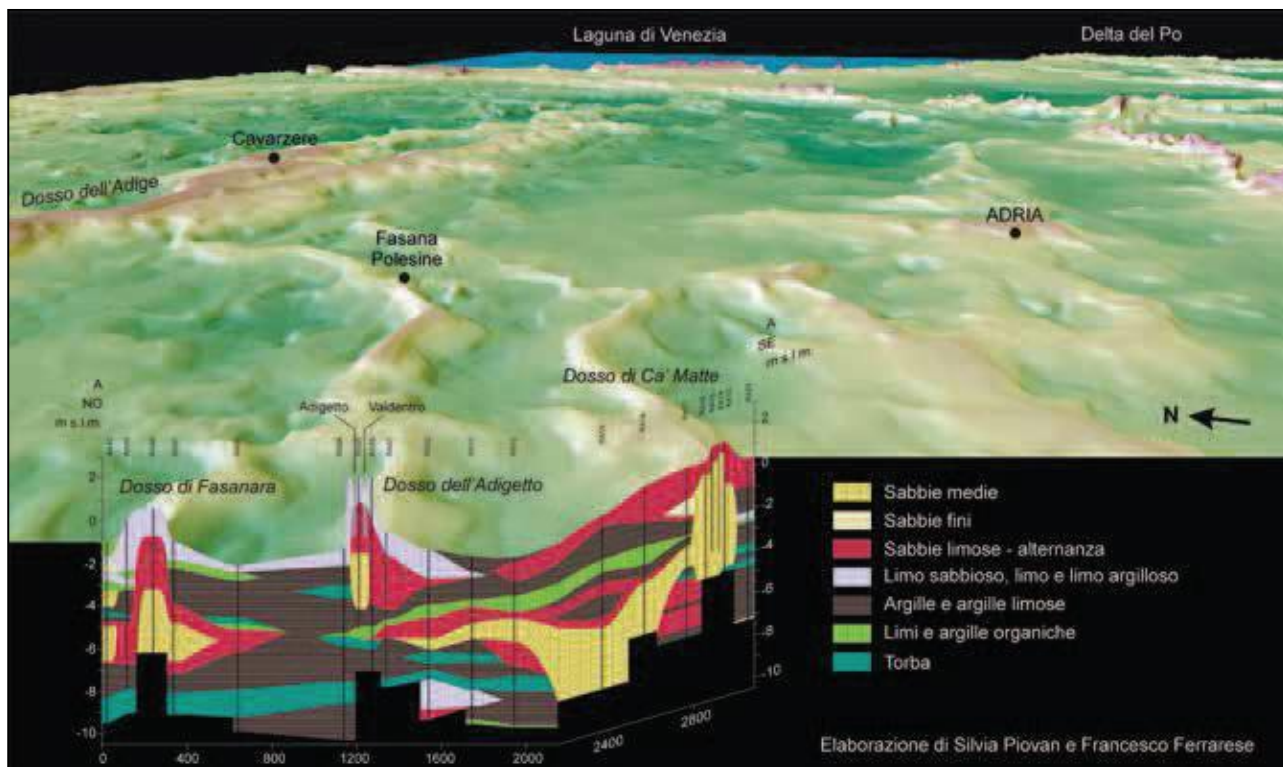 Laguna di Venezia
Delta del Po
Cavarzere
Dosso dell'Adige
Fasana
Polesine
ADRIA
A
SE
m s.l.m.
Dosso di Ca' Matte
A
NO
m s.l.m.
Adigetto
Valdentro
N
Dosso di Fasanara
Dosso dell'Adigetto
2
0
-2
-4
-6
-8
-10
2
0
-2
-4
-6
-8
-10
0
400
800
1200
1600
2000
2400
2800
Sabbie medie
Sabbie fini
Sabbie limose - alternanza
Limo sabbioso, limo e limo argilloso
Argille e argille limose
Limi e argille organiche
Torba
Elaborazione di Silvia Piovan e Francesco Ferrarese